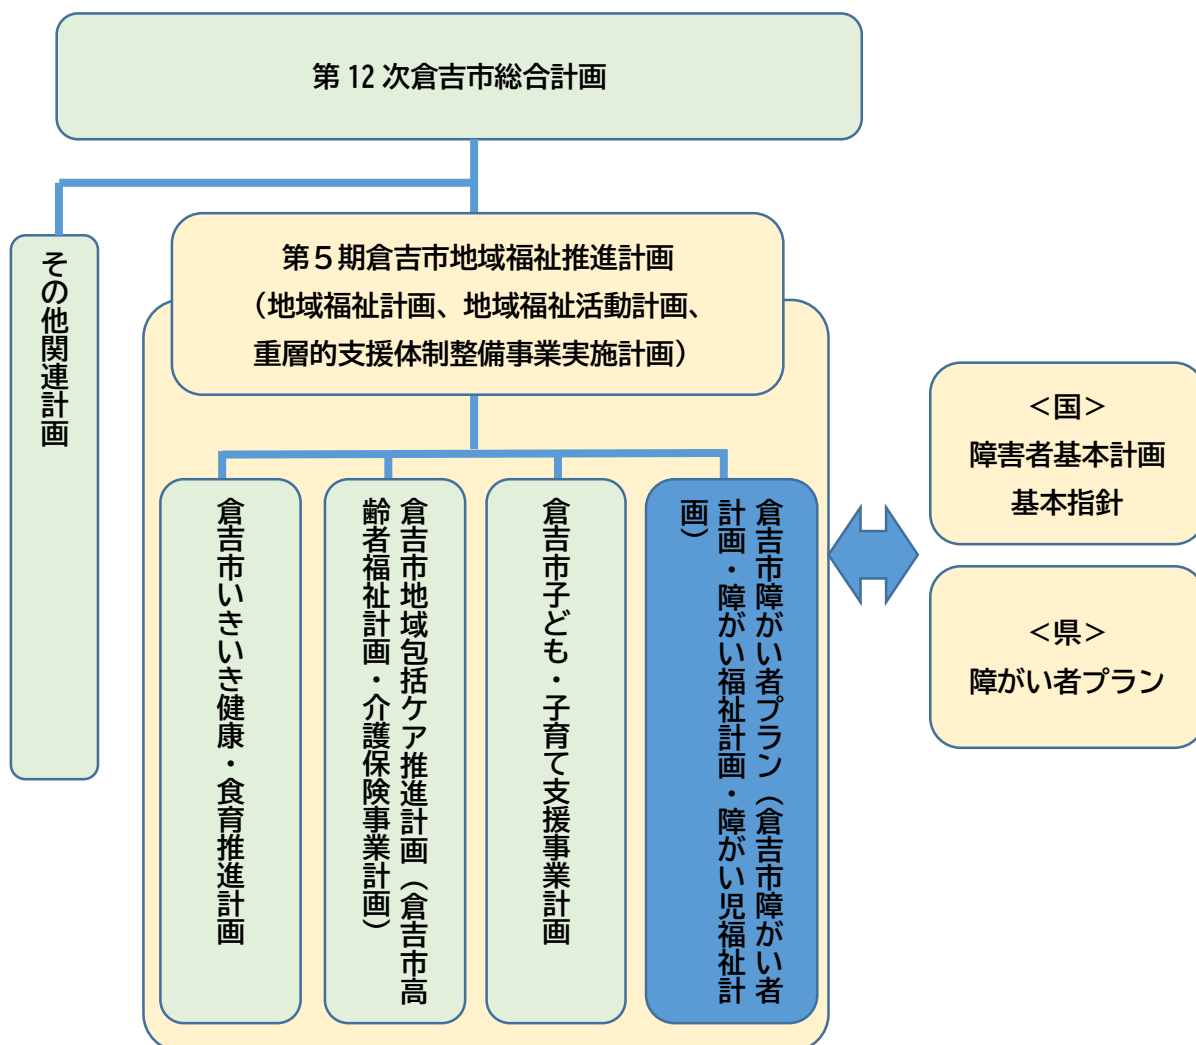 第12次倉吉市総合計画
その他関連計画
第５期倉吉市地域福祉推進計画
（地域福祉計画、地域福祉活動計画、
重層的支援体制整備事業実施計画）
倉吉市いきいき健康・食育推進計画
倉吉市地域包括ケア推進計画（倉吉市高
齢者福祉計画・介護保険事業計画）
倉吉市子ども・子育て支援事業計画
倉吉市障がい者プラン（倉吉市障がい者
計画・障がい福祉計画・障がい児福祉計
画）
＜国＞
障害者基本計画
基本指針
＜県＞
障がい者プラン